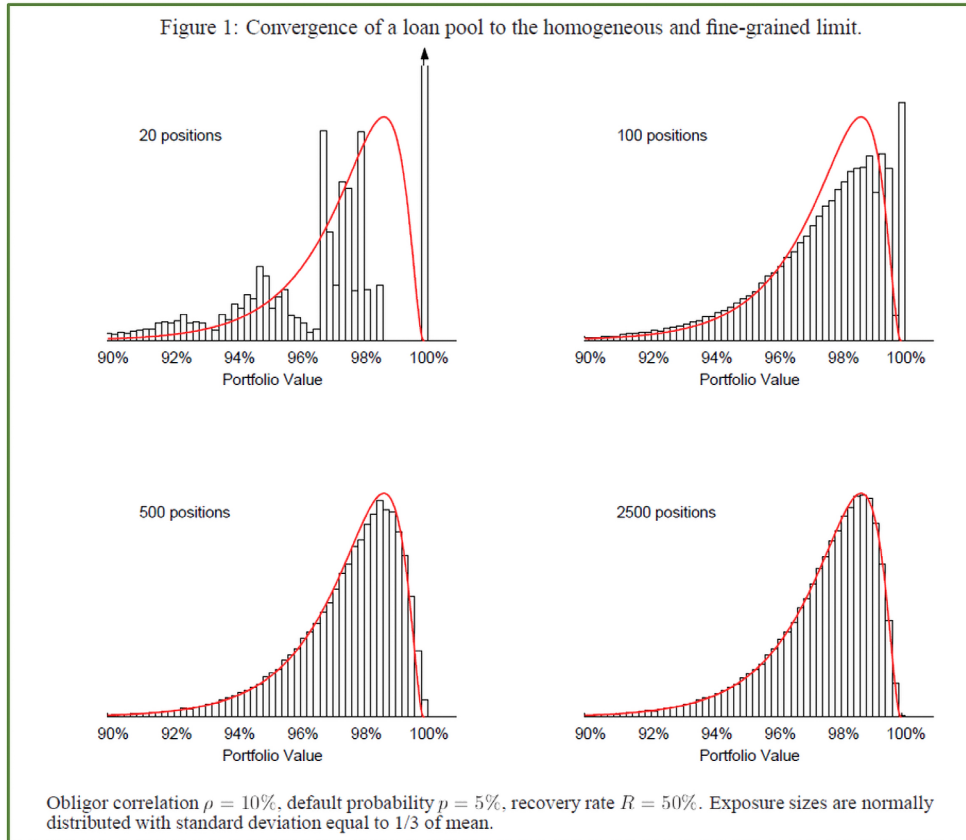 Figure 1: Convergence of a loan pool to the homogeneous and fine-grained limit.
20 positions
90% 92% 94% 96% 98% 100%
Portfolio Value
100 positions
90% 92% 94% 96% 98% 100%
Portfolio Value
500 positions
90% 92% 94% 96% 98% 100%
Portfolio Value
2500 positions
90% 92% 94% 96% 98% 100%
Portfolio Value
Obligor correlation ρ = 10%, default probability p = 5%, recovery rate R = 50%. Exposure sizes are normally
distributed with standard deviation equal to 1/3 of mean.